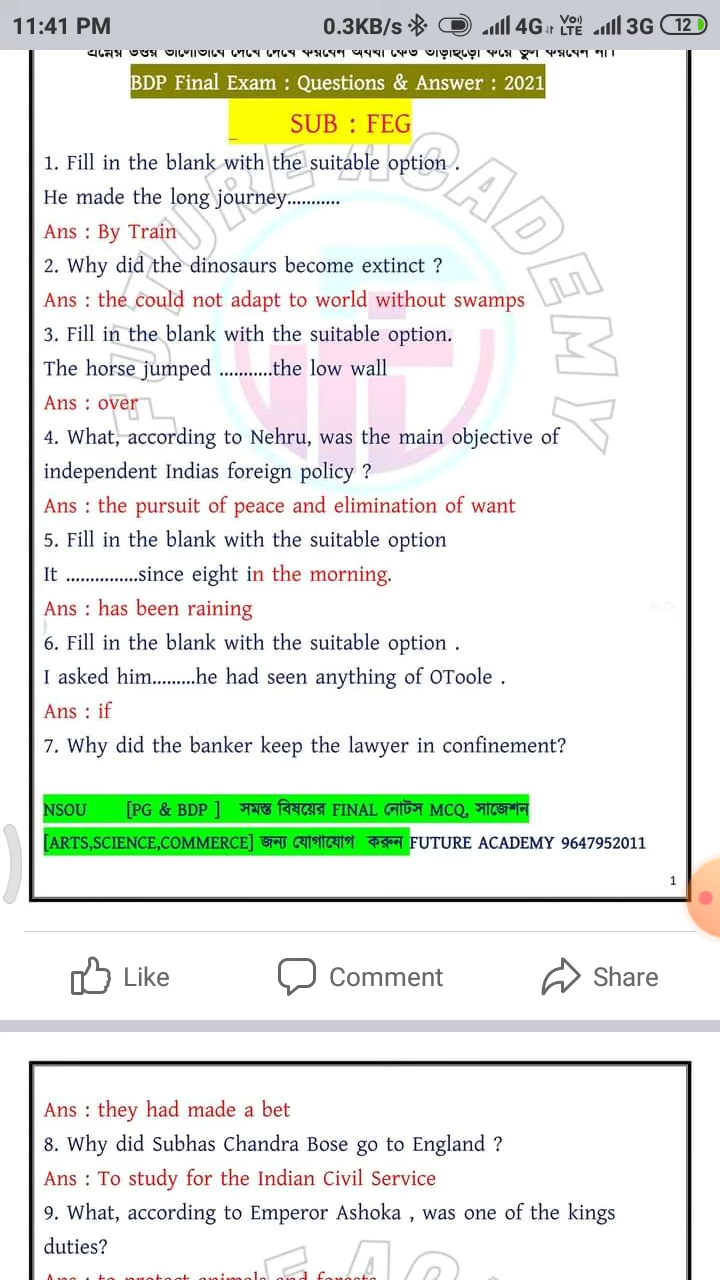 11:41 PM 0.3KB/s 4G Vo) LTE 3G 12
BDP Final Exam : Questions & Answer : 2021
SUB : FEG
FUTURE ACADEMY
1. Fill in the blank with the suitable option .
He made the long journey...........
Ans : By Train
2. Why did the dinosaurs become extinct ?
Ans : the could not adapt to world without swamps
3. Fill in the blank with the suitable option.
The horse jumped ...........the low wall
Ans : over
4. What, according to Nehru, was the main objective of
independent Indias foreign policy ?
Ans : the pursuit of peace and elimination of want
5. Fill in the blank with the suitable option
It ...............since eight in the morning.
Ans : has been raining
6. Fill in the blank with the suitable option .
I asked him.........he had seen anything of OToole .
Ans : if
7. Why did the banker keep the lawyer in confinement?
NSOU [PG & BDP ] সমস্ত বিষয়ের FINAL নোটস MCQ, সাজেশন
[ARTS,SCIENCE,COMMERCE] জন্য যোগাযোগ করুন FUTURE ACADEMY 9647952011
1
Like Comment Share
Ans : they had made a bet
8. Why did Subhas Chandra Bose go to England ?
Ans : To study for the Indian Civil Service
9. What, according to Emperor Ashoka , was one of the kings
duties?
Ans : to protect animals and forests